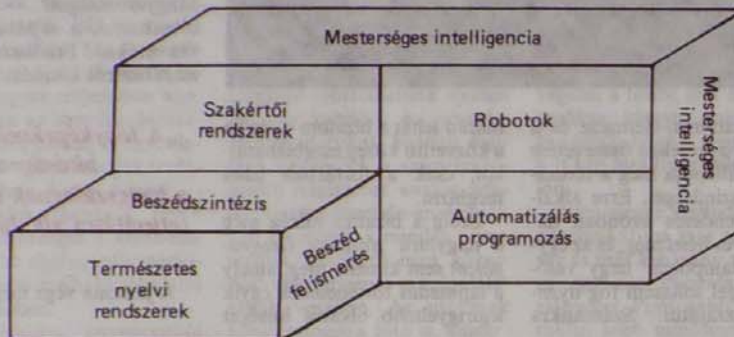 Mesterséges intelligencia
Szakértői
rendszerek
Robotok
Mesterséges
intelligencia
Beszédszintézis
Beszéd
felismerés
Automatizálás
programozás
Természetes
nyelvi
rendszerek